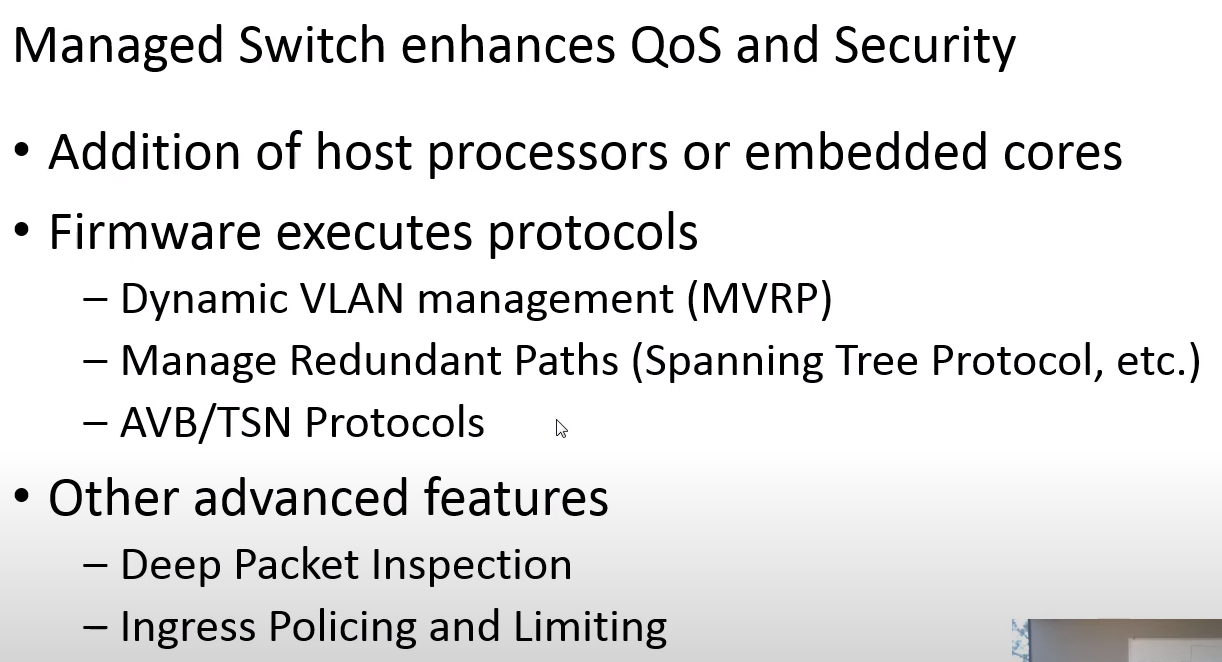 Managed Switch enhances QoS and Security
• Addition of host processors or embedded cores
• Firmware executes protocols
– Dynamic VLAN management (MVRP)
– Manage Redundant Paths (Spanning Tree Protocol, etc.)
– AVB/TSN Protocols
• Other advanced features
– Deep Packet Inspection
– Ingress Policing and Limiting